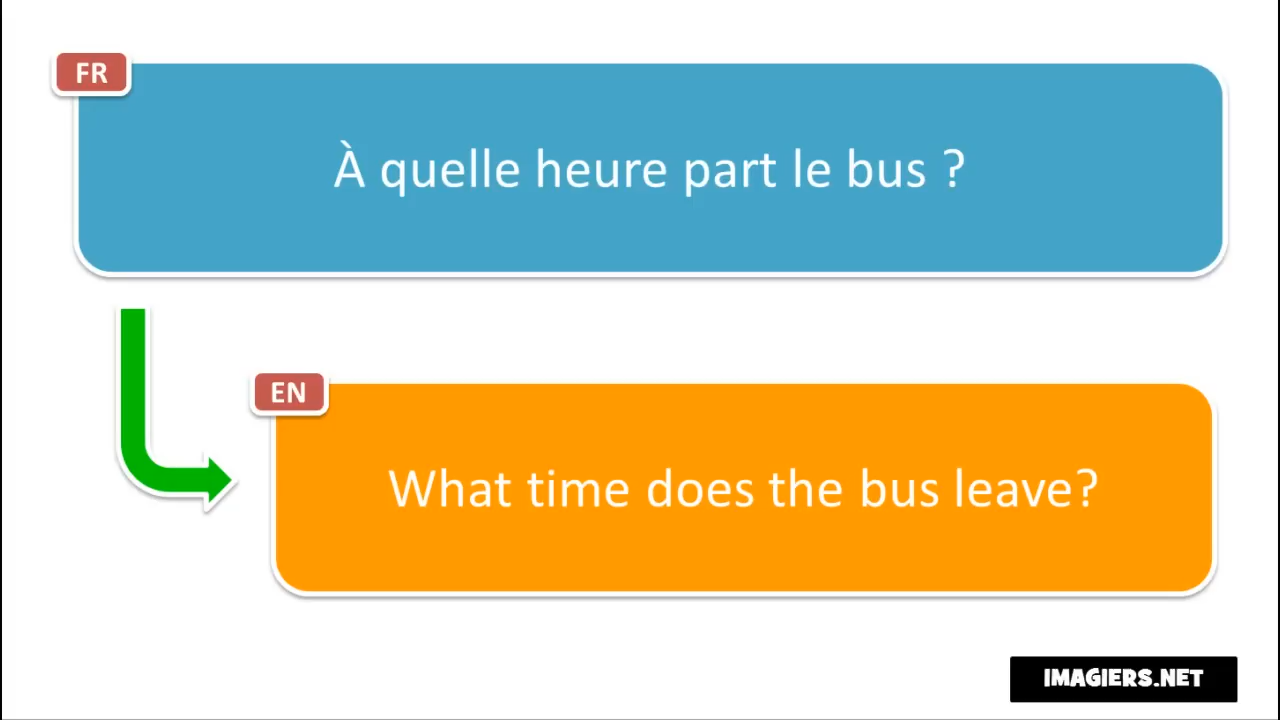 FR
À quelle heure part le bus ?
EN
What time does the bus leave?
IMAGIERS.NET